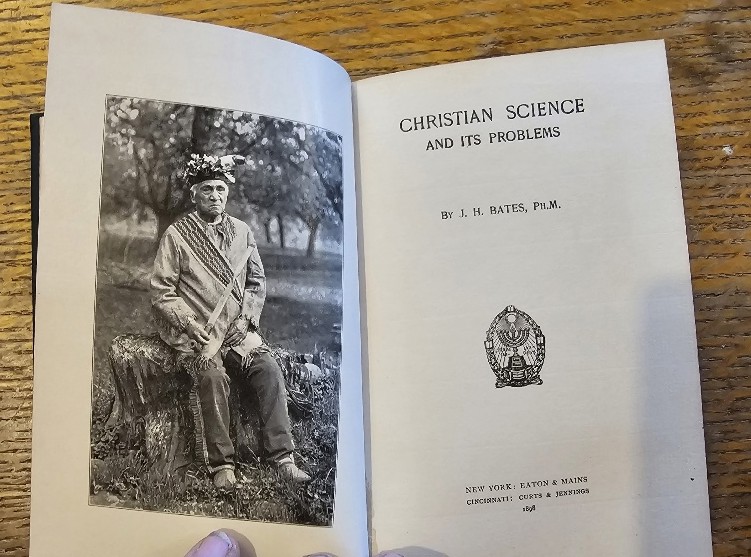 CHRISTIAN SCIENCE
AND ITS PROBLEMS
BY J. H. BATES, PH.M.
NEW YORK: EATON & MAINS
CINCINNATI: CURTS & JENNINGS
1898